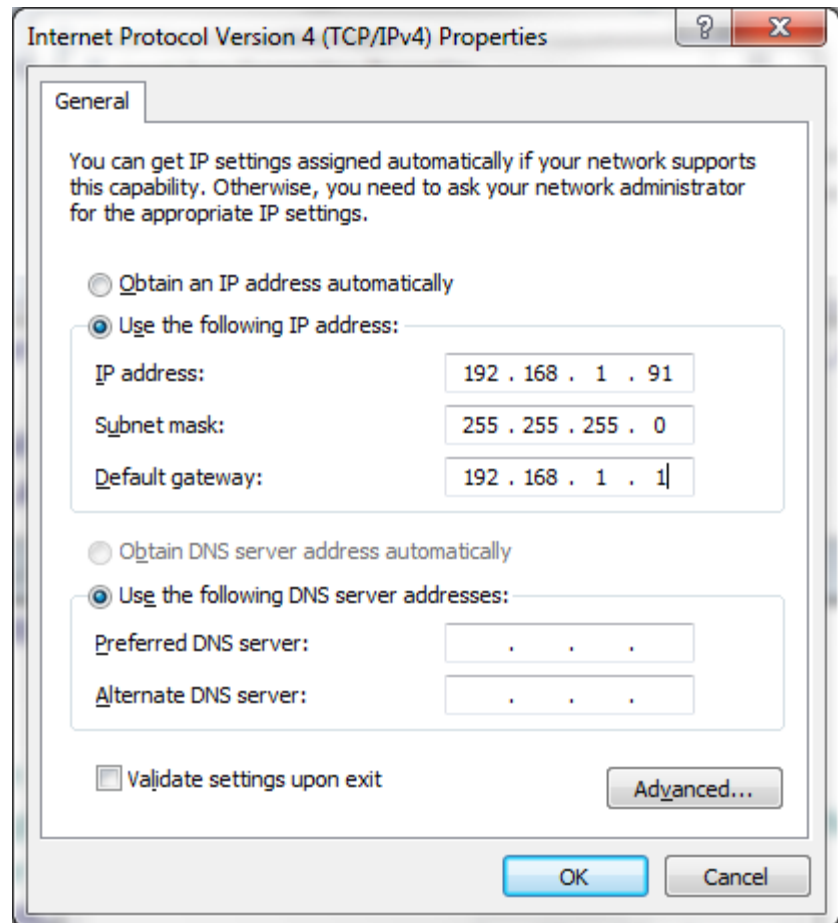 Internet Protocol Version 4 (TCP/IPv4) Properties
?
X
General
You can get IP settings assigned automatically if your network supports
this capability. Otherwise, you need to ask your network administrator
for the appropriate IP settings.
Obtain an IP address automatically
Use the following IP address:
IP address: 192 . 168 . 1 . 91
Subnet mask: 255 . 255 . 255 . 0
Default gateway: 192 . 168 . 1 . 1
Obtain DNS server address automatically
Use the following DNS server addresses:
Preferred DNS server: . . .
Alternate DNS server: . . .
Validate settings upon exit
Advanced...
OK
Cancel